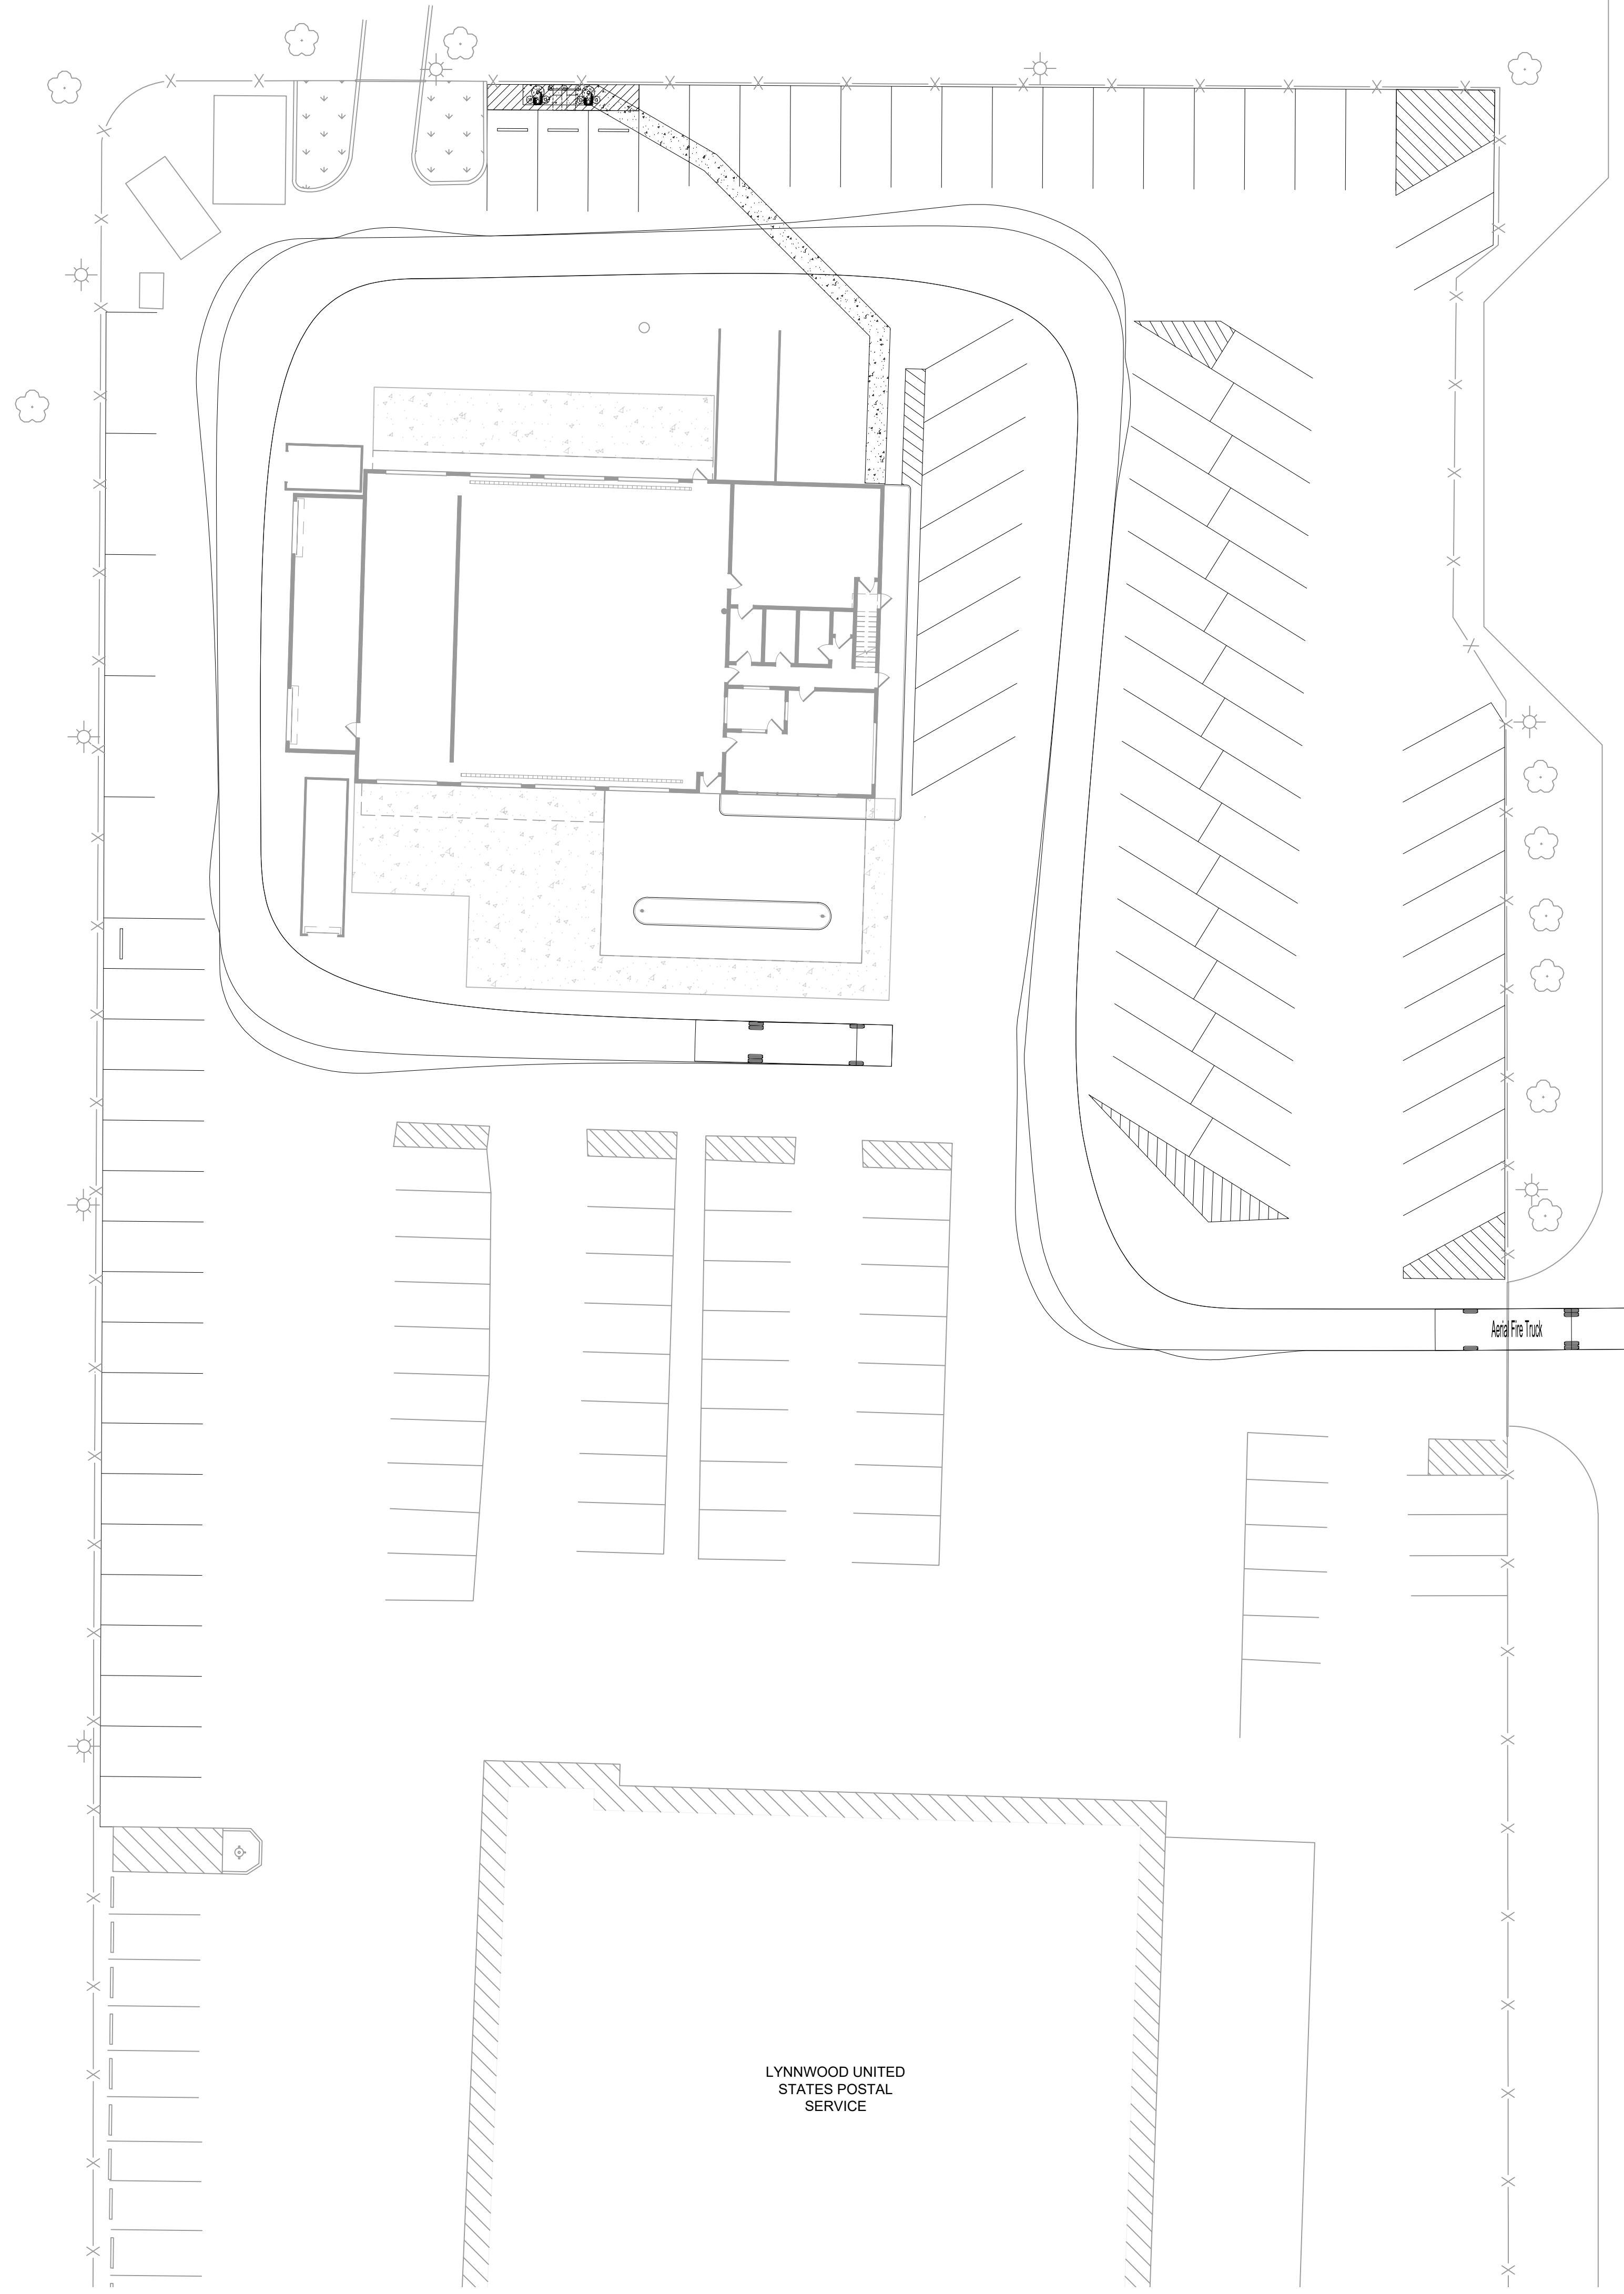 Aerial Fire Truck
LYNNWOOD UNITED
STATES POSTAL
SERVICE